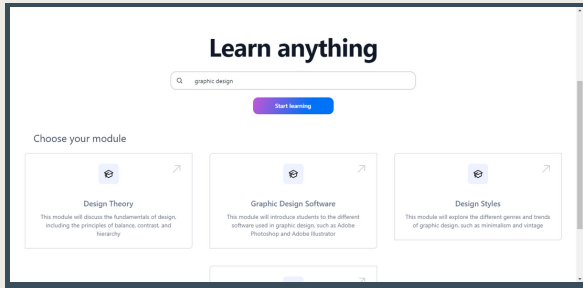 Learn anything
graphic design
Start learning
Choose your module
Design Theory
This module will discuss the fundamentals of design,
including the principles of balance, contrast, and
hierarchy
Graphic Design Software
This module will introduce students to the different
software used in graphic design, such as Adobe
Photoshop and Adobe Illustrator
Design Styles
This module will explore the different genres and trends
of graphic design, such as minimalism and vintage